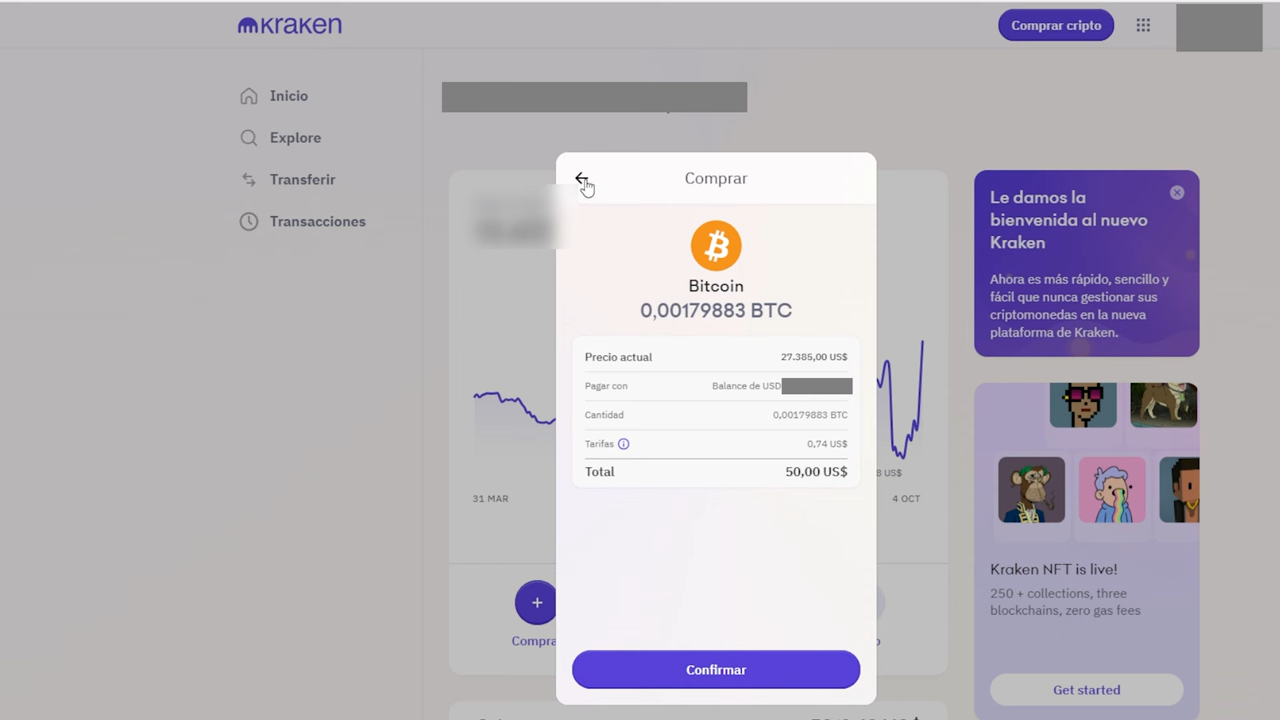 kraken
Comprar cripto
Inicio
Explore
Transferir
Transacciones
Comprar
Bitcoin
0,00179883 BTC
Precio actual 27.385,00 US$
Pagar con Balance de USD
Cantidad 0,00179883 BTC
Tarifas 0,74 US$
Total 50,00 US$
Confirmar
31 MAR
8 US$
4 OCT
Compra
Le damos la
bienvenida al nuevo
Kraken
Ahora es más rápido, sencillo y
fácil que nunca gestionar sus
criptomonedas en la nueva
plataforma de Kraken.
Kraken NFT is live!
250 + collections, three
blockchains, zero gas fees
Get started